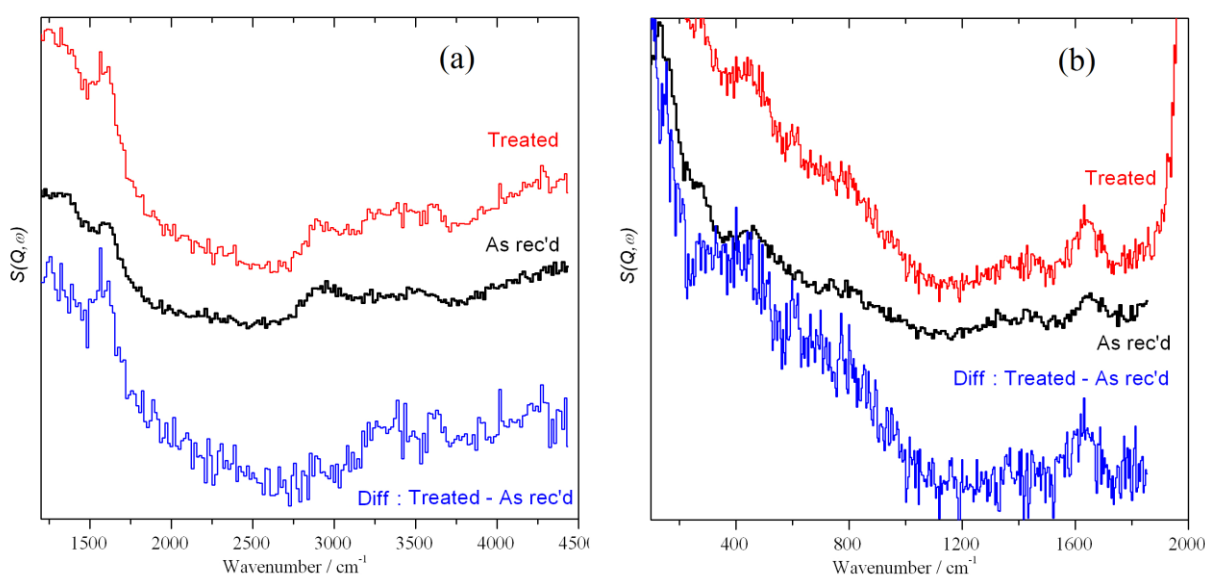 (a)
Treated
As rec'd
Diff : Treated - As rec'd
S(Q,ω)
1500 2000 2500 3000 3500 4000 4500
Wavenumber / cm⁻¹
(b)
Treated
As rec'd
Diff : Treated - As rec'd
S(Q,ω)
400 800 1200 1600 2000
Wavenumber / cm⁻¹